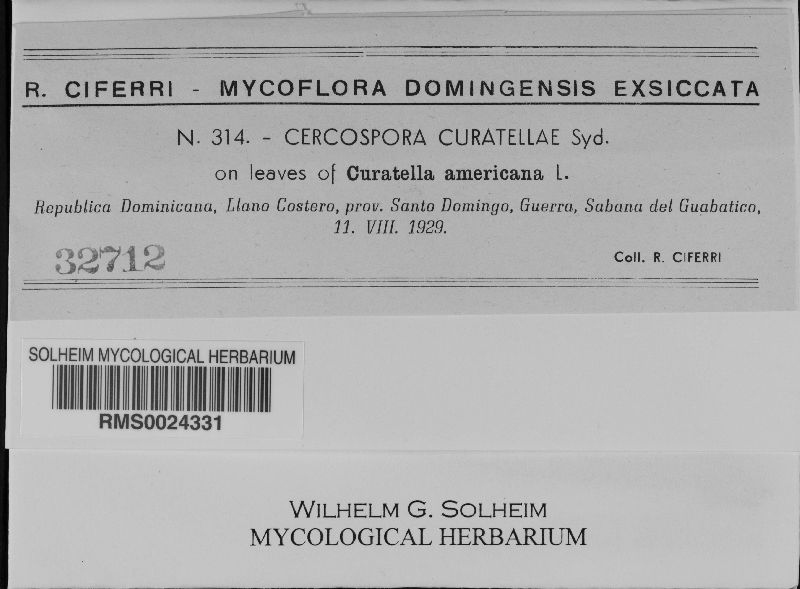 R. CIFERRI - MYCOFLORA DOMINGENSIS EXSICCATA
N. 314. - CERCOSPORA CURATELLAE Syd.
on leaves of Curatella americana L.
Republica Dominicana, Llano Costero, prov. Santo Domingo, Guerra, Sabana del Guabatico,
11. VIII. 1929.
32712
Coll. R. CIFERRI
SOLHEIM MYCOLOGICAL HERBARIUM
RMS0024331
WILHELM G. SOLHEIM
MYCOLOGICAL HERBARIUM